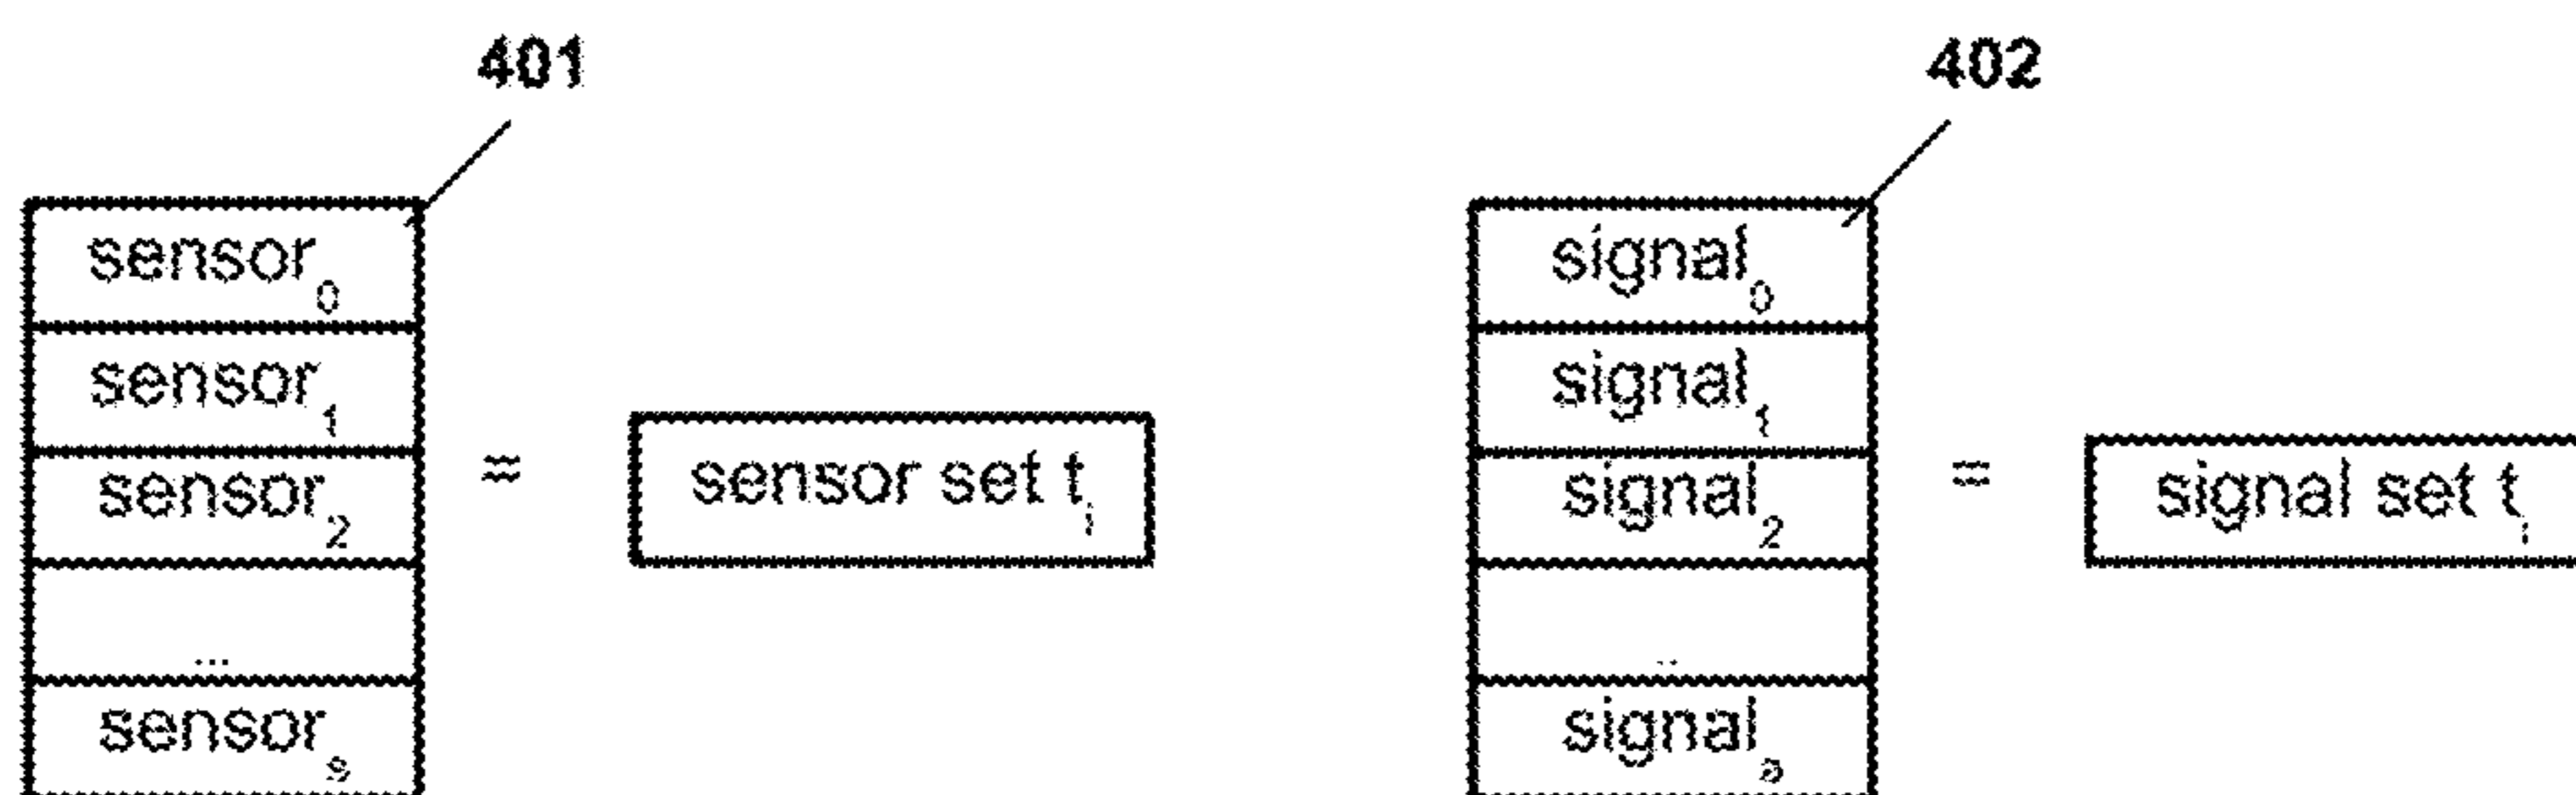 401
sensor₀
sensor₁
sensor₂
...
sensorₛ
=
sensor set tᵢ
402
signal₀
signal₁
signal₂
..
signalₐ
=
signal set tᵢ